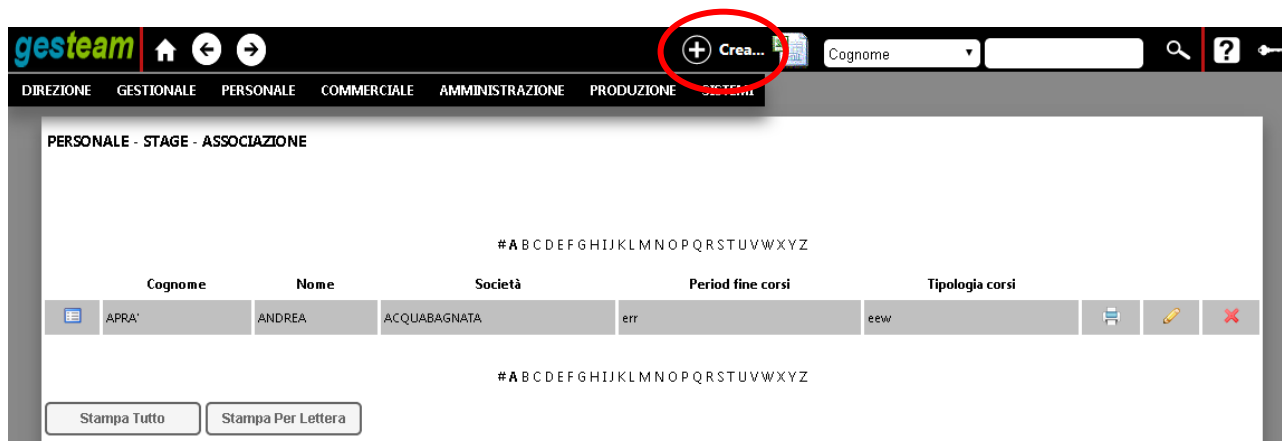 gesteam Crea... Cognome ?
DIREZIONE GESTIONALE PERSONALE COMMERCIALE AMMINISTRAZIONE PRODUZIONE SISTEMI
PERSONALE - STAGE - ASSOCIAZIONE
# A B C D E F G H I J K L M N O P Q R S T U V W X Y Z
Cognome Nome Società Period fine corsi Tipologia corsi
APRA' ANDREA ACQUABAGNATA err eew
# A B C D E F G H I J K L M N O P Q R S T U V W X Y Z
Stampa Tutto Stampa Per Lettera